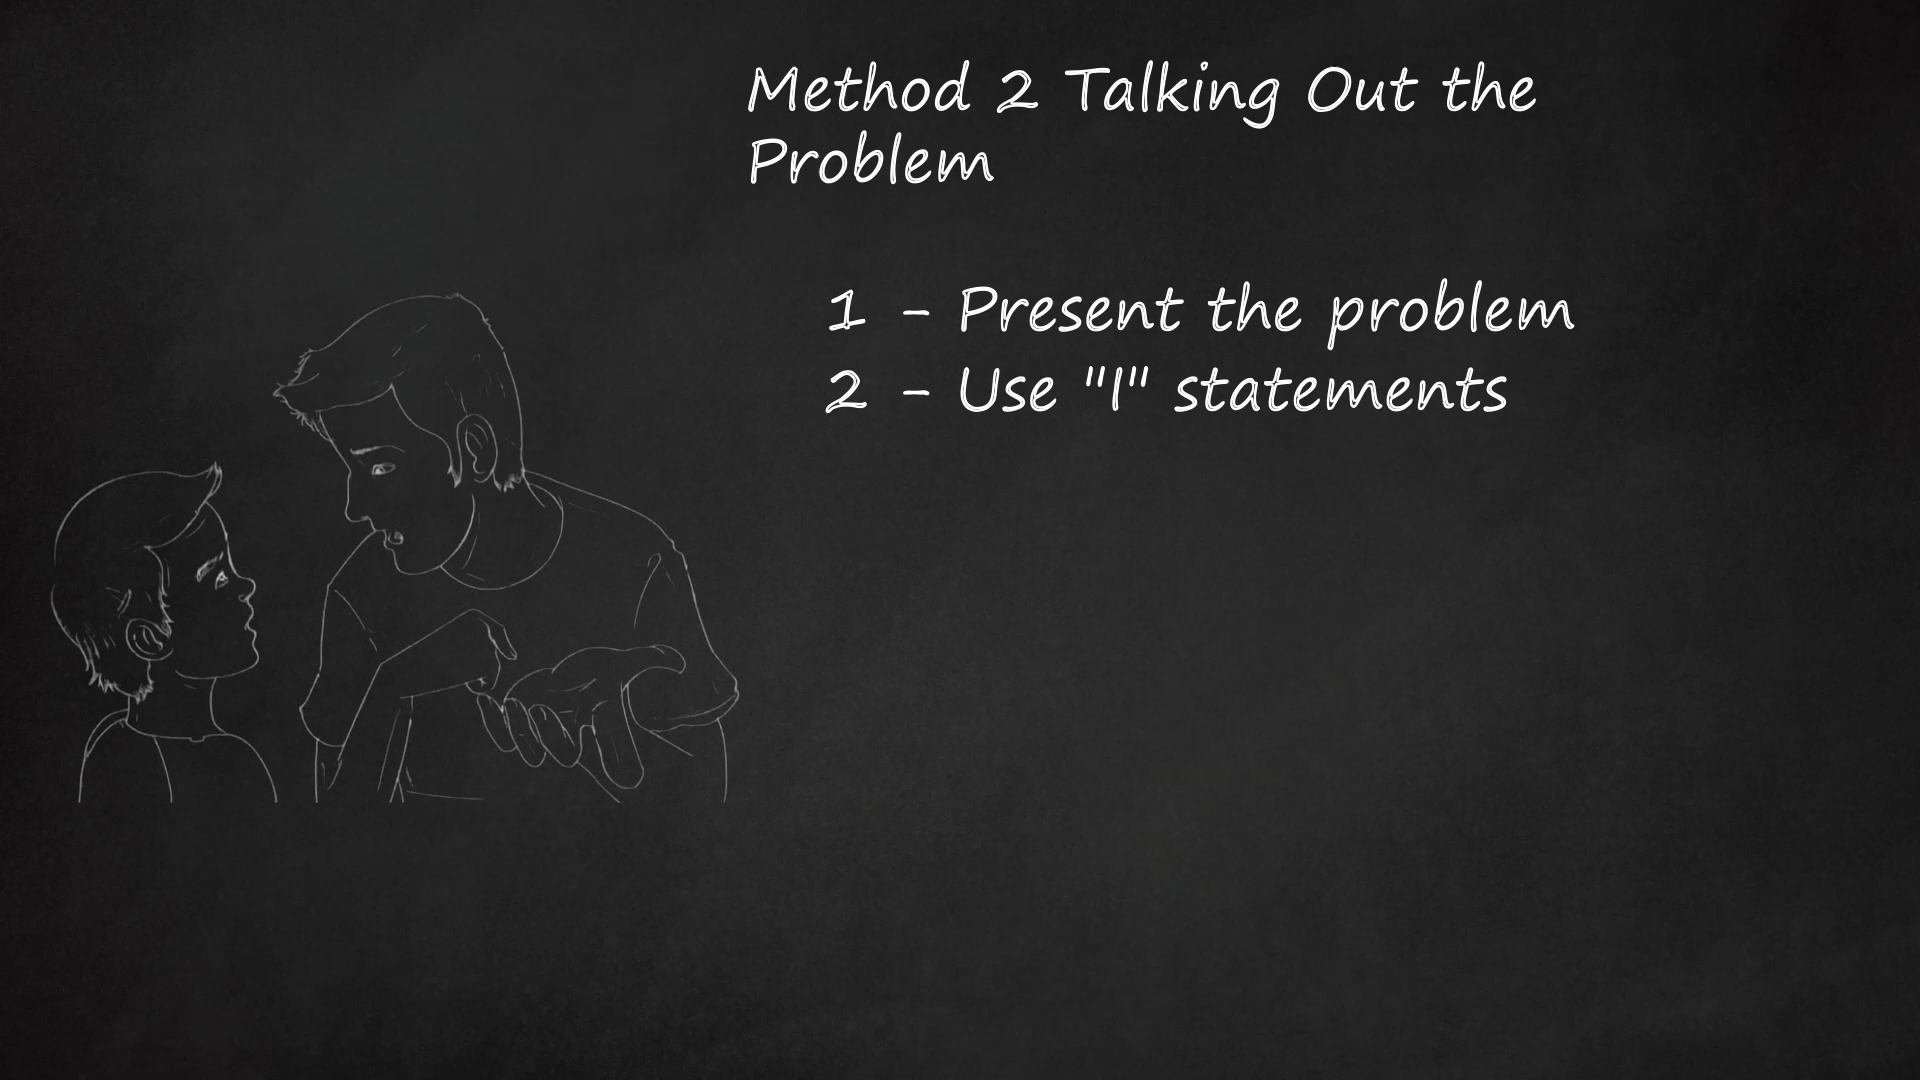 Method 2 Talking Out the
Problem
1 - Present the problem
2 - Use "I" statements